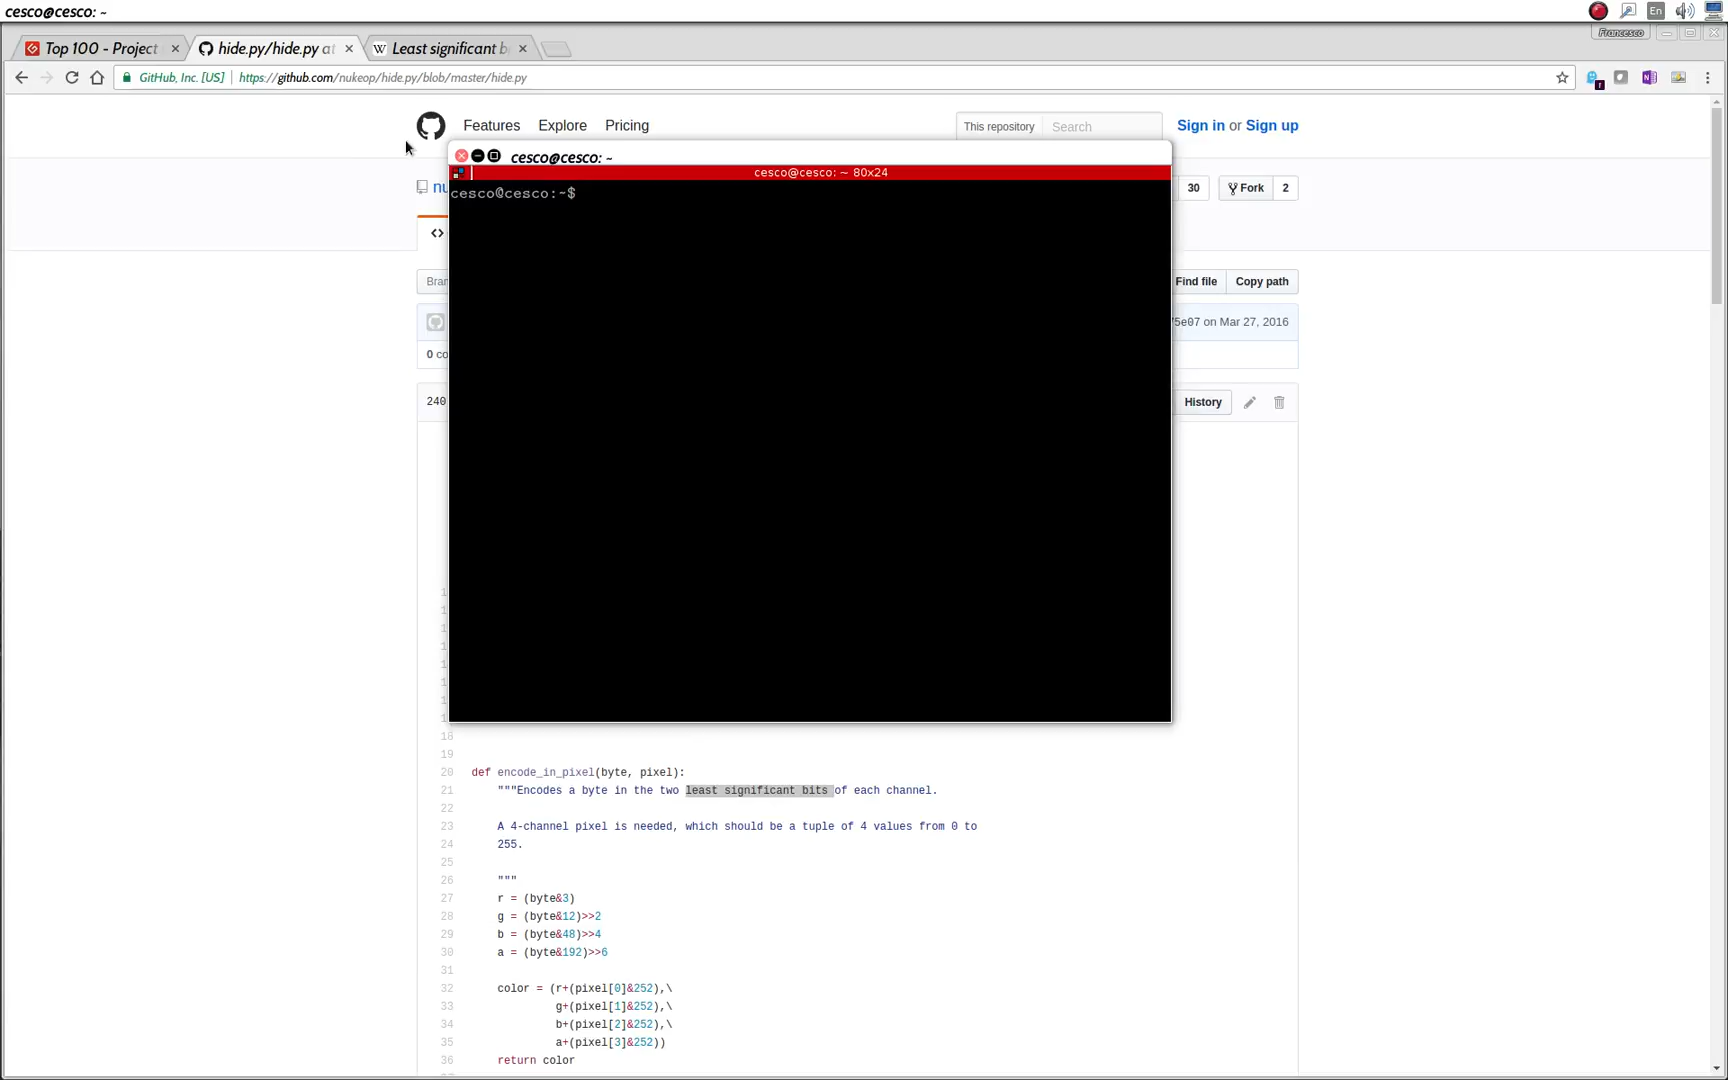 cesco@cesco: ~
En
Francesco
Top 100 - Project
hide.py/hide.py at
W Least significant b
GitHub, Inc. [US] https://github.com/nukeop/hide.py/blob/master/hide.py
Features Explore Pricing
This repository Search
Sign in or Sign up
cesco@cesco: ~
cesco@cesco: ~ 80x24
cesco@cesco:~$
nu
30 Fork 2
<>
Bran
Find file Copy path
5e07 on Mar 27, 2016
0 co
240
History
18
19
20 def encode_in_pixel(byte, pixel):
21 """Encodes a byte in the two least significant bits of each channel.
22
23 A 4-channel pixel is needed, which should be a tuple of 4 values from 0 to
24 255.
25
26 """
27 r = (byte&3)
28 g = (byte&12)>>2
29 b = (byte&48)>>4
30 a = (byte&192)>>6
31
32 color = (r+(pixel[0]&252),\
33 g+(pixel[1]&252),\
34 b+(pixel[2]&252),\
35 a+(pixel[3]&252))
36 return color